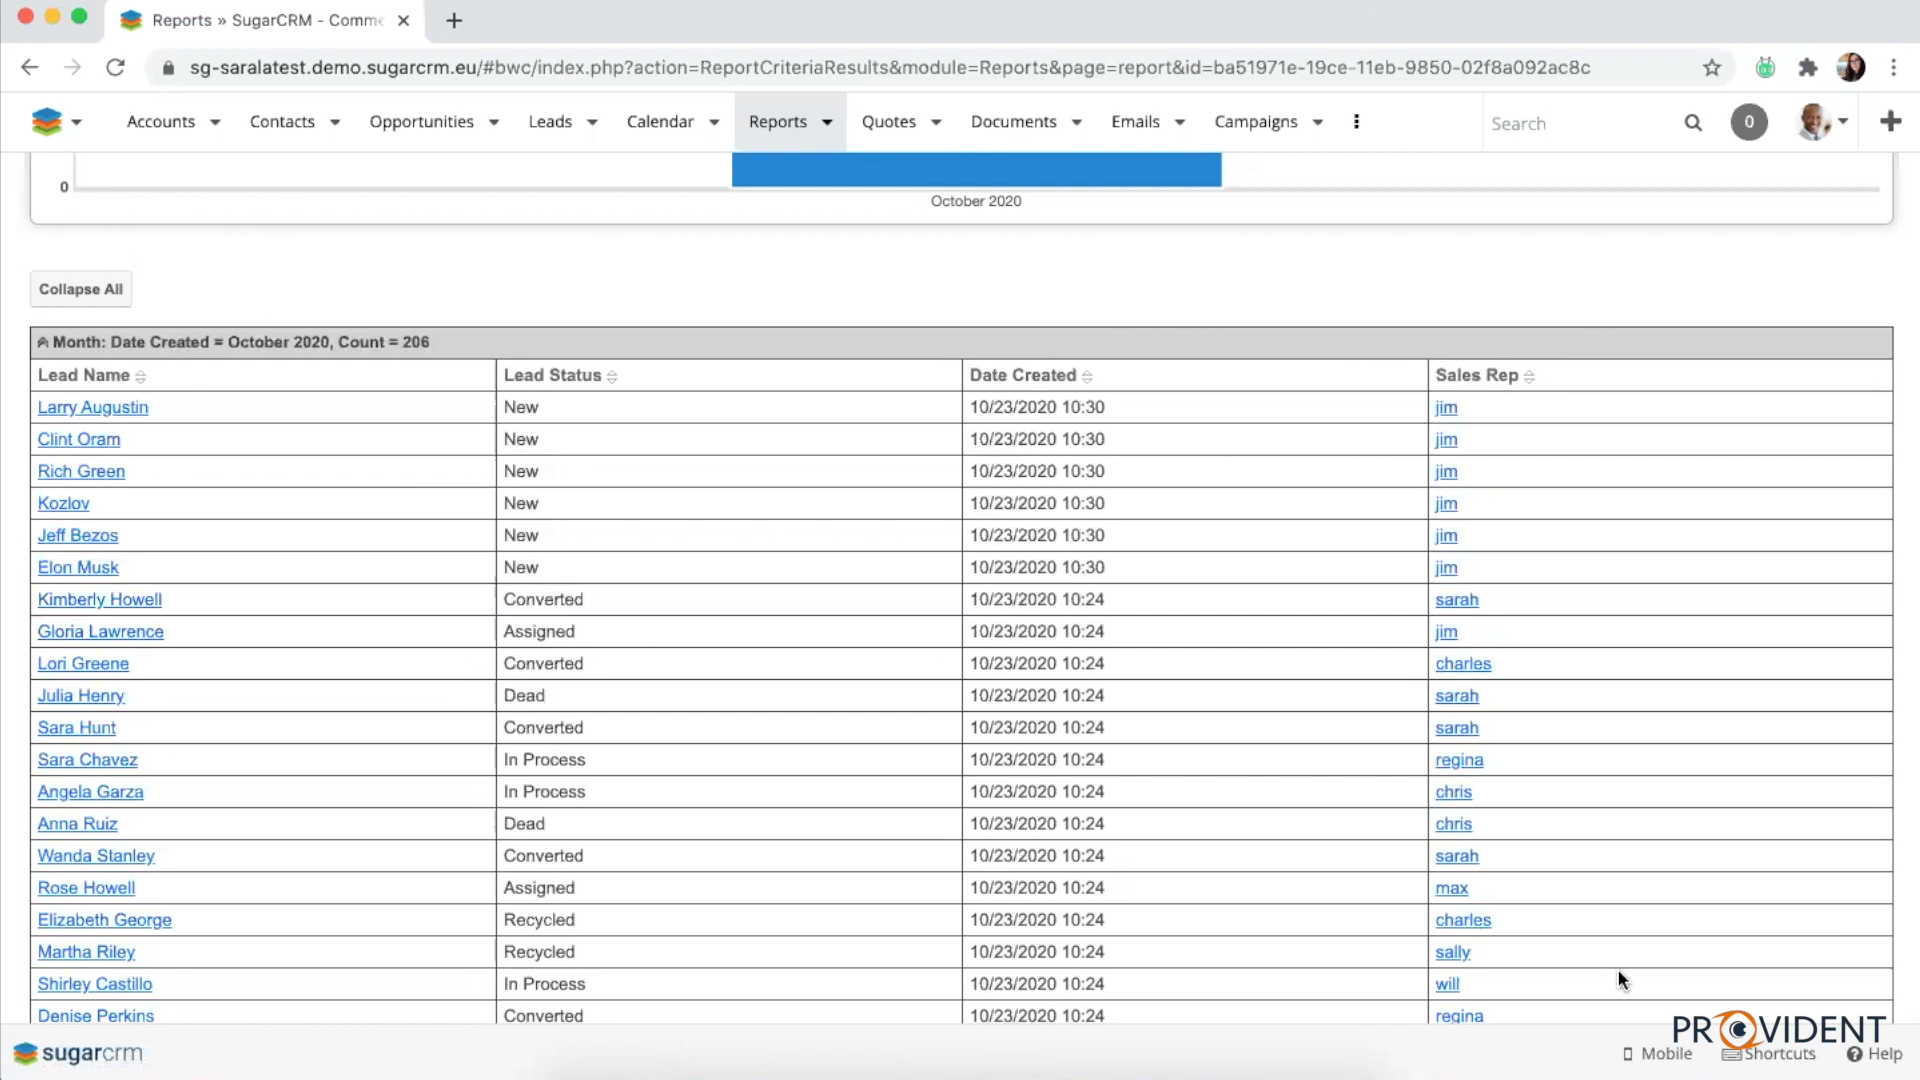 Reports » SugarCRM - Comme
sg-saralatest.demo.sugarcrm.eu/#bwc/index.php?action=ReportCriteriaResults&module=Reports&page=report&id=ba51971e-19ce-11eb-9850-02f8a092ac8c
Accounts Contacts Opportunities Leads Calendar Reports Quotes Documents Emails Campaigns Search 0
0
October 2020
Collapse All
Month: Date Created = October 2020, Count = 206
Lead Name Lead Status Date Created Sales Rep
Larry Augustin New 10/23/2020 10:30 jim
Clint Oram New 10/23/2020 10:30 jim
Rich Green New 10/23/2020 10:30 jim
Kozlov New 10/23/2020 10:30 jim
Jeff Bezos New 10/23/2020 10:30 jim
Elon Musk New 10/23/2020 10:30 jim
Kimberly Howell Converted 10/23/2020 10:24 sarah
Gloria Lawrence Assigned 10/23/2020 10:24 jim
Lori Greene Converted 10/23/2020 10:24 charles
Julia Henry Dead 10/23/2020 10:24 sarah
Sara Hunt Converted 10/23/2020 10:24 sarah
Sara Chavez In Process 10/23/2020 10:24 regina
Angela Garza In Process 10/23/2020 10:24 chris
Anna Ruiz Dead 10/23/2020 10:24 chris
Wanda Stanley Converted 10/23/2020 10:24 sarah
Rose Howell Assigned 10/23/2020 10:24 max
Elizabeth George Recycled 10/23/2020 10:24 charles
Martha Riley Recycled 10/23/2020 10:24 sally
Shirley Castillo In Process 10/23/2020 10:24 will
Denise Perkins Converted 10/23/2020 10:24 regina
PROVIDENT
sugarcrm Mobile Shortcuts Help